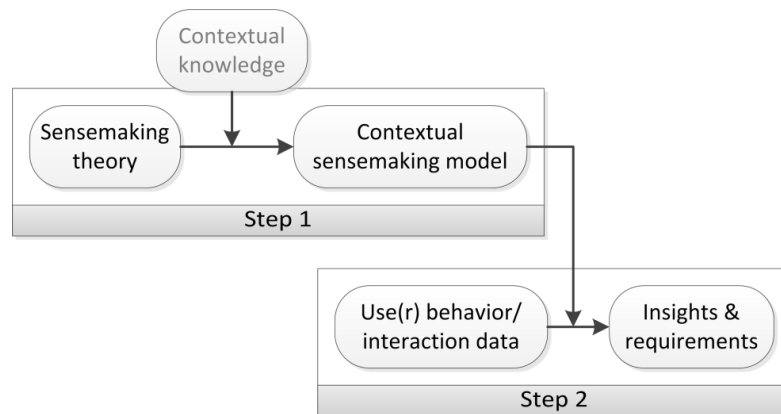 Contextual
knowledge
Sensemaking
theory
Contextual
sensemaking model
Step 1
Use(r) behavior/
interaction data
Insights &
requirements
Step 2